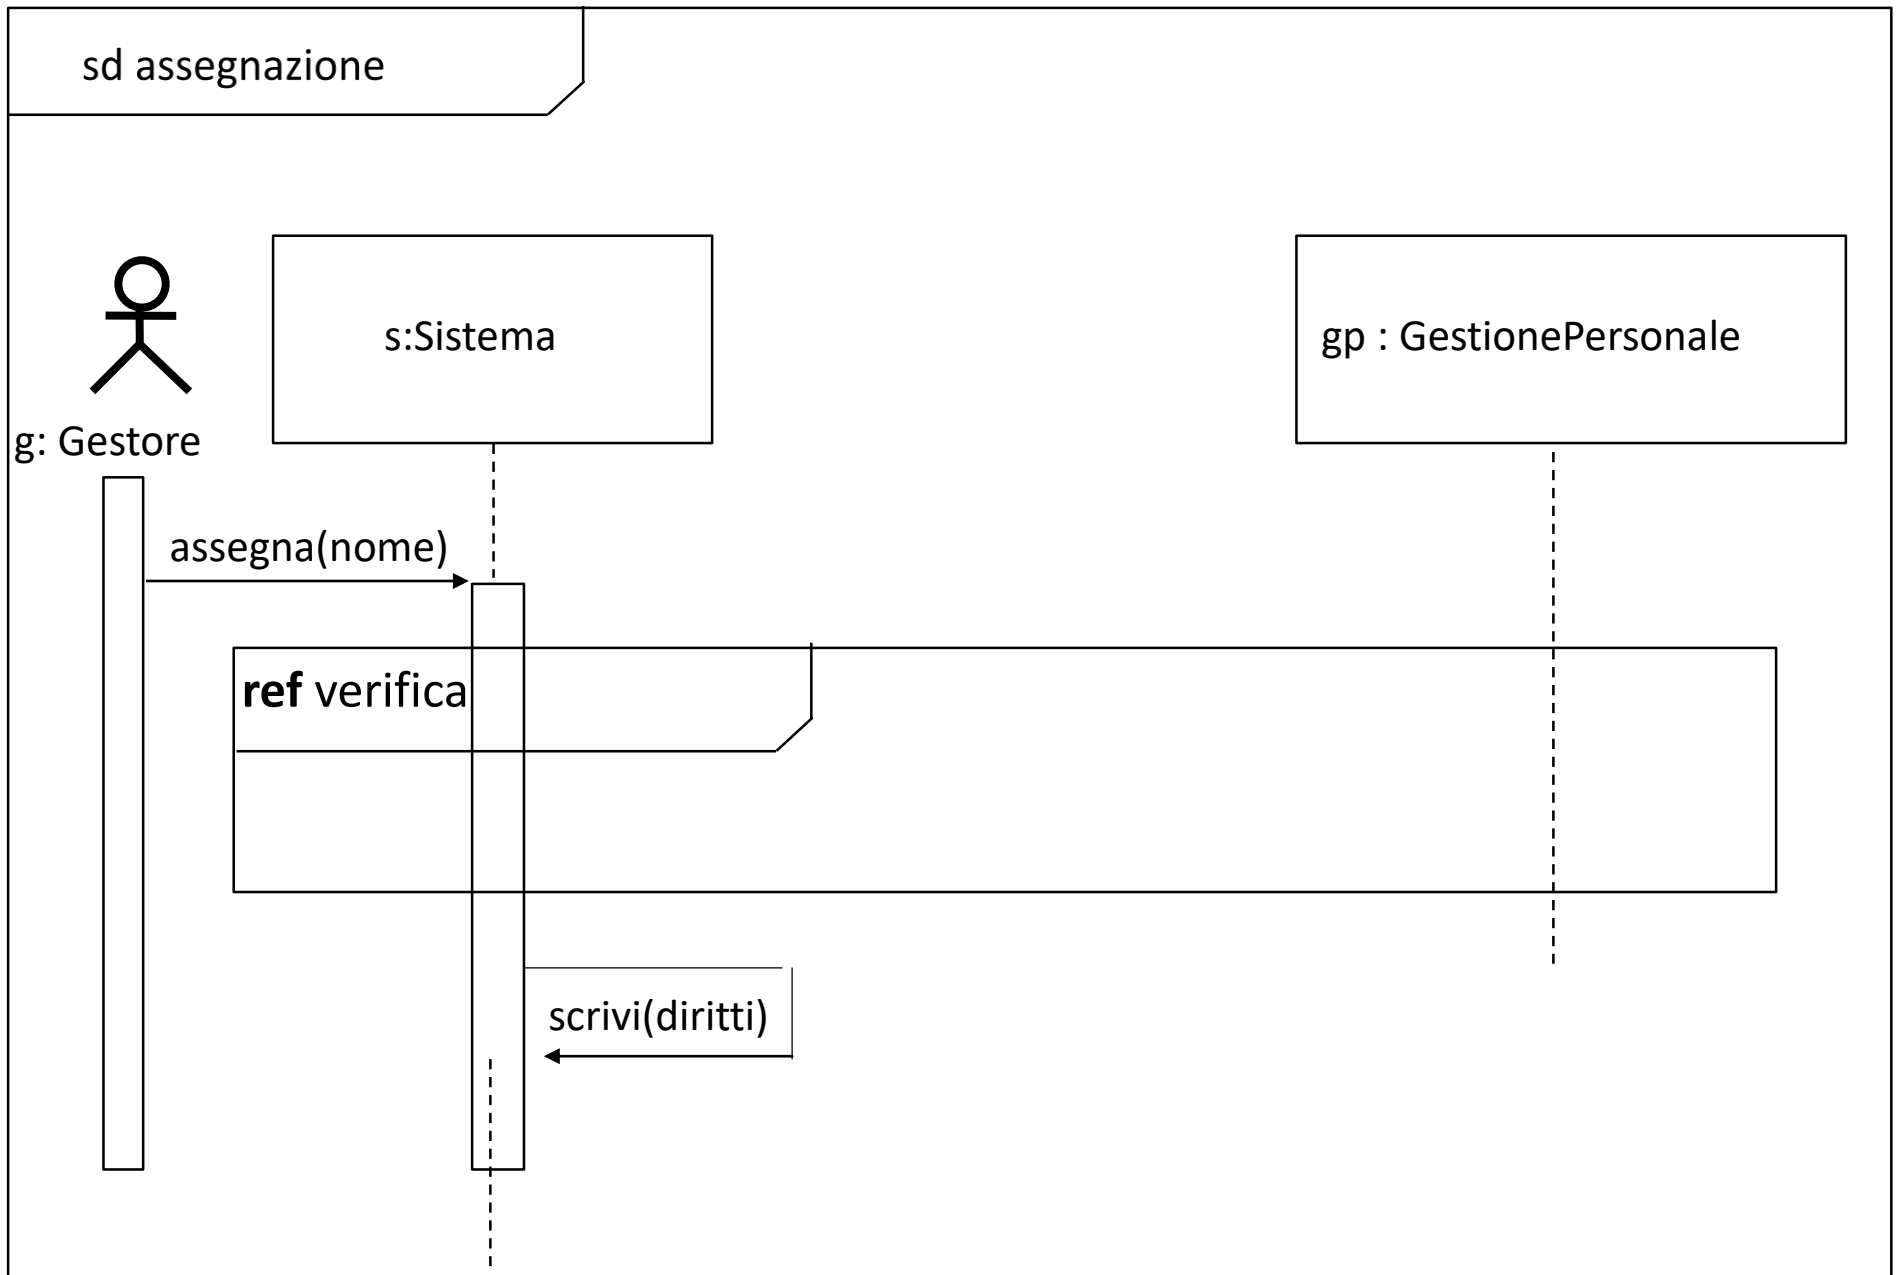 sd assegnazione
s:Sistema
gp : GestionePersonale
g: Gestore
assegna(nome)
ref verifica
scrivi(diritti)